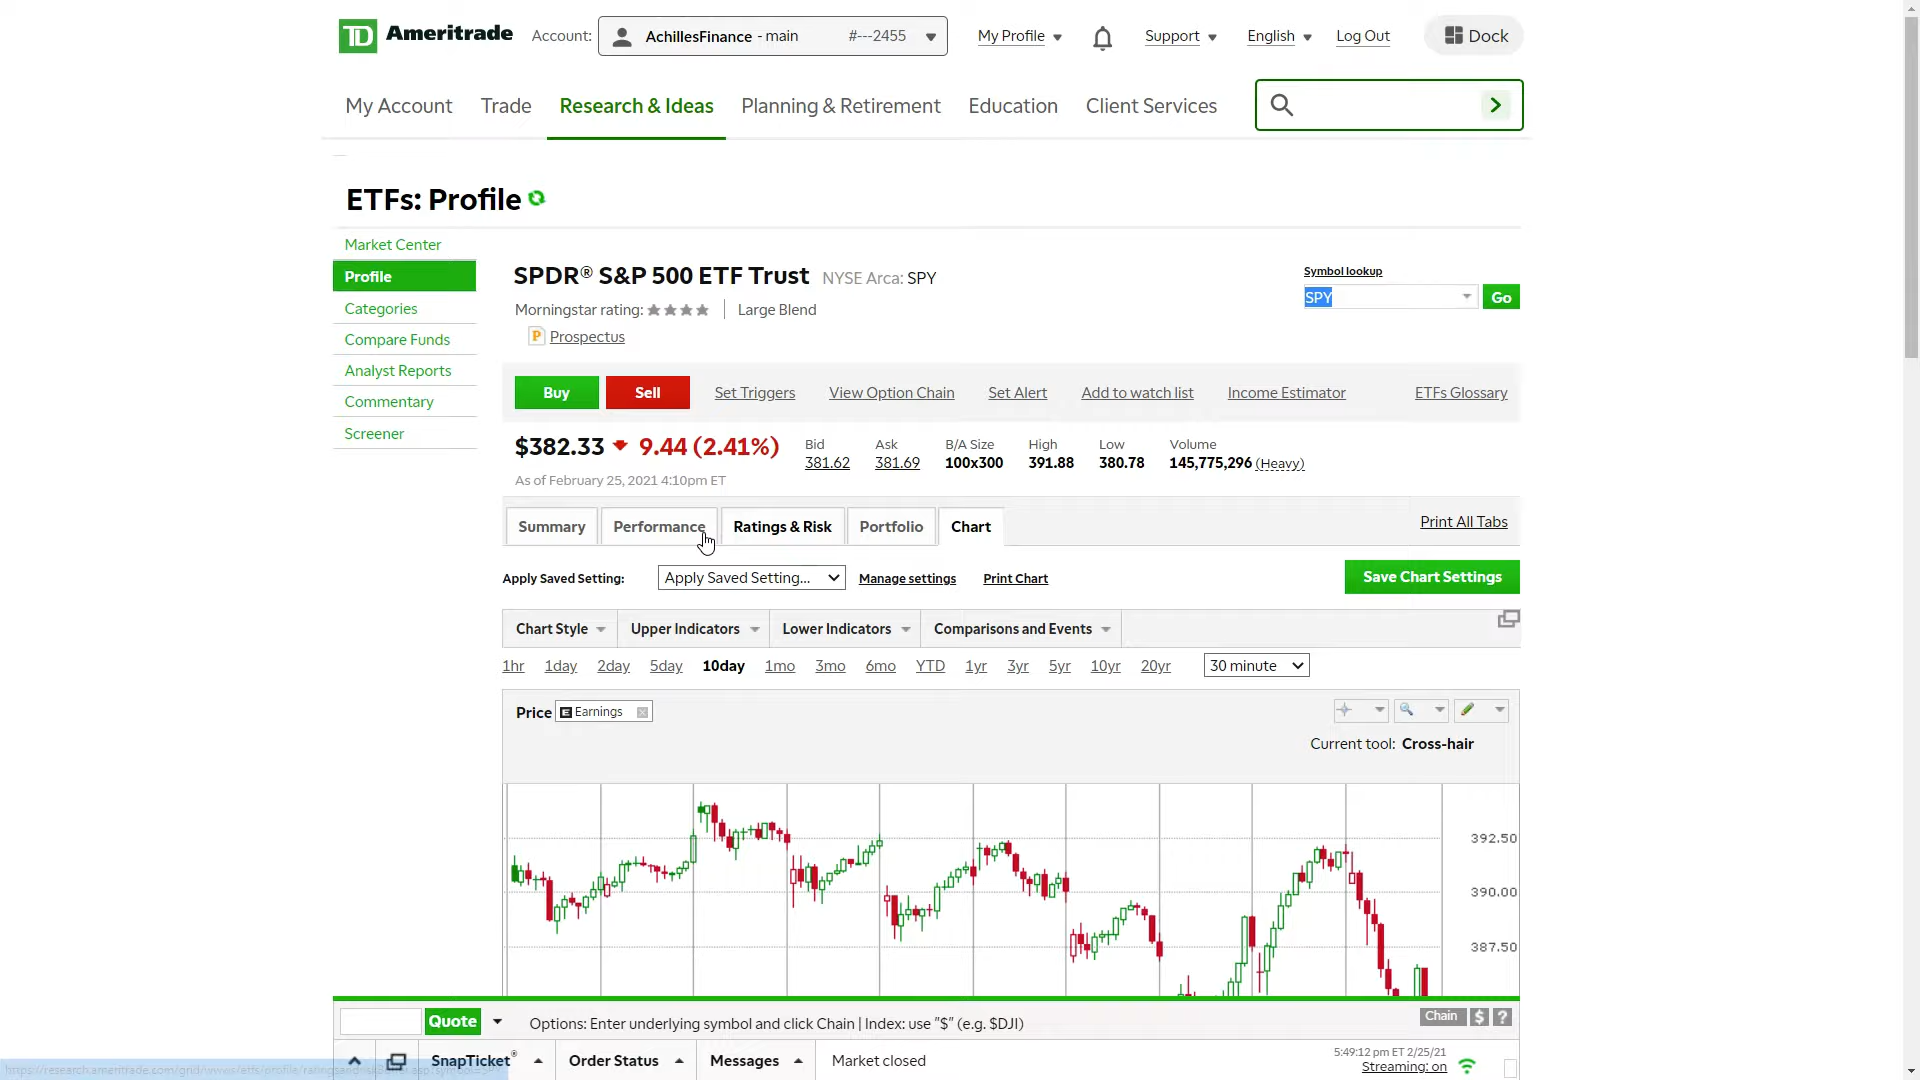 TD Ameritrade Account: AchillesFinance - main #---2455 My Profile Support English Log Out Dock
My Account Trade Research & Ideas Planning & Retirement Education Client Services
ETFs: Profile
Market Center
Profile
Categories
Compare Funds
Analyst Reports
Commentary
Screener
SPDR® S&P 500 ETF Trust NYSE Arca: SPY
Morningstar rating: Large Blend
P Prospectus
Symbol lookup
SPY Go
Buy Sell Set Triggers View Option Chain Set Alert Add to watch list Income Estimator ETFs Glossary
$382.33 9.44 (2.41%)
As of February 25, 2021 4:10pm ET
Bid Ask B/A Size High Low Volume
381.62 381.69 100x300 391.88 380.78 145,775,296 (Heavy)
Summary Performance Ratings & Risk Portfolio Chart Print All Tabs
Apply Saved Setting: Apply Saved Setting... Manage settings Print Chart Save Chart Settings
Chart Style Upper Indicators Lower Indicators Comparisons and Events
1hr 1day 2day 5day 10day 1mo 3mo 6mo YTD 1yr 3yr 5yr 10yr 20yr 30 minute
Price E Earnings
Current tool: Cross-hair
392.50
390.00
387.50
Quote Options: Enter underlying symbol and click Chain | Index: use "$" (e.g. $DJI) Chain $ ?
SnapTicket® Order Status Messages Market closed
5:49:12 pm ET 2/25/21
Streaming: on